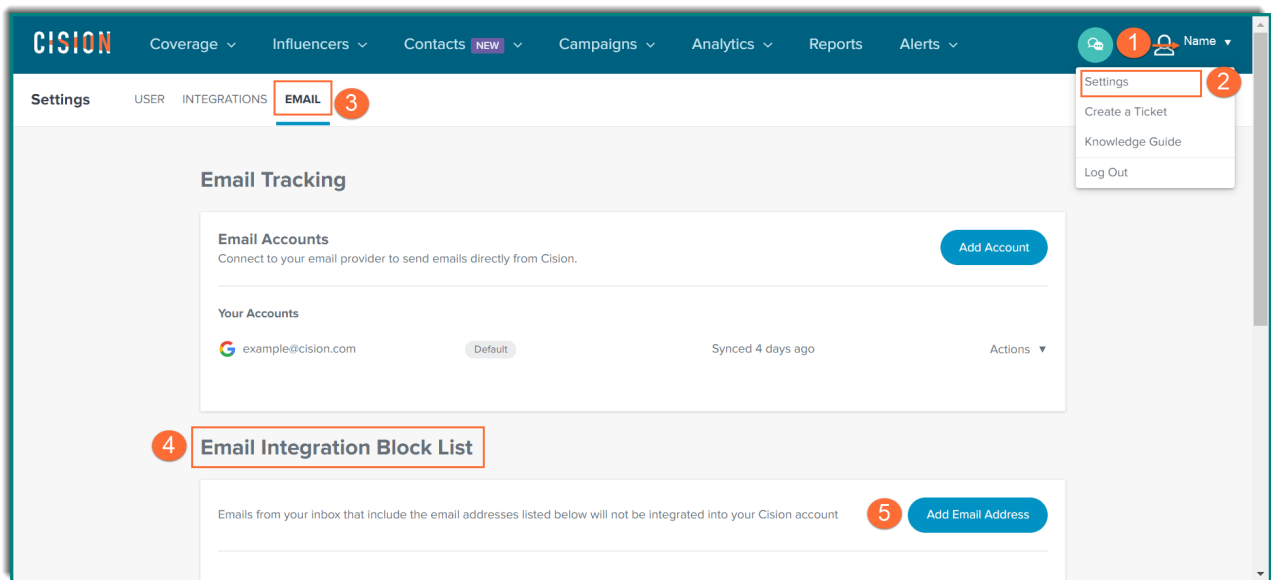 CISION Coverage Influencers Contacts NEW Campaigns Analytics Reports Alerts 1 Name
Settings USER INTEGRATIONS EMAIL 3
Settings 2
Create a Ticket
Knowledge Guide
Log Out
Email Tracking
Email Accounts
Connect to your email provider to send emails directly from Cision.
Add Account
Your Accounts
example@cision.com Default Synced 4 days ago Actions
4 Email Integration Block List
Emails from your inbox that include the email addresses listed below will not be integrated into your Cision account 5 Add Email Address